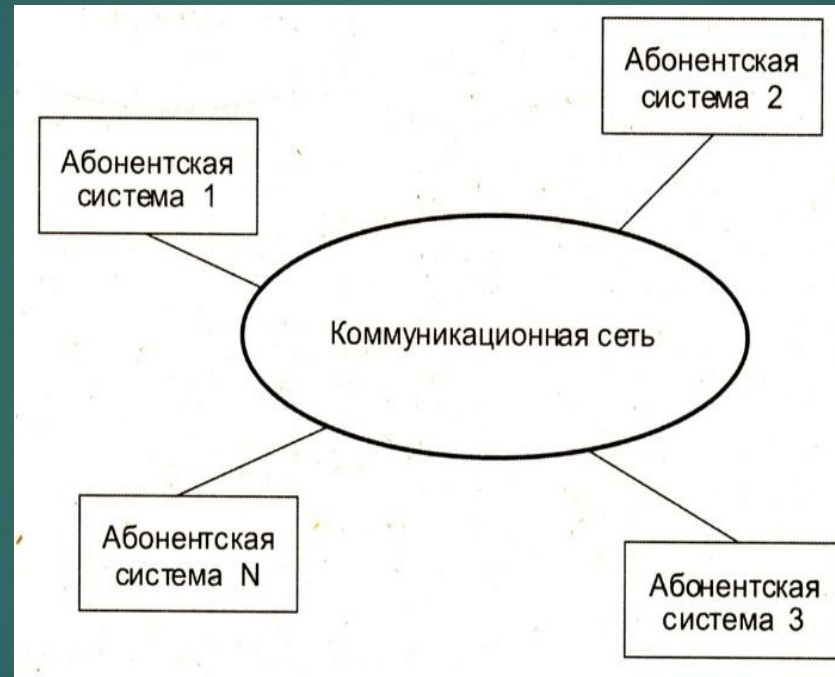 Абонентская
система 2
Абонентская
система 1
Коммуникационная сеть
Абонентская
система N
Абонентская
система 3